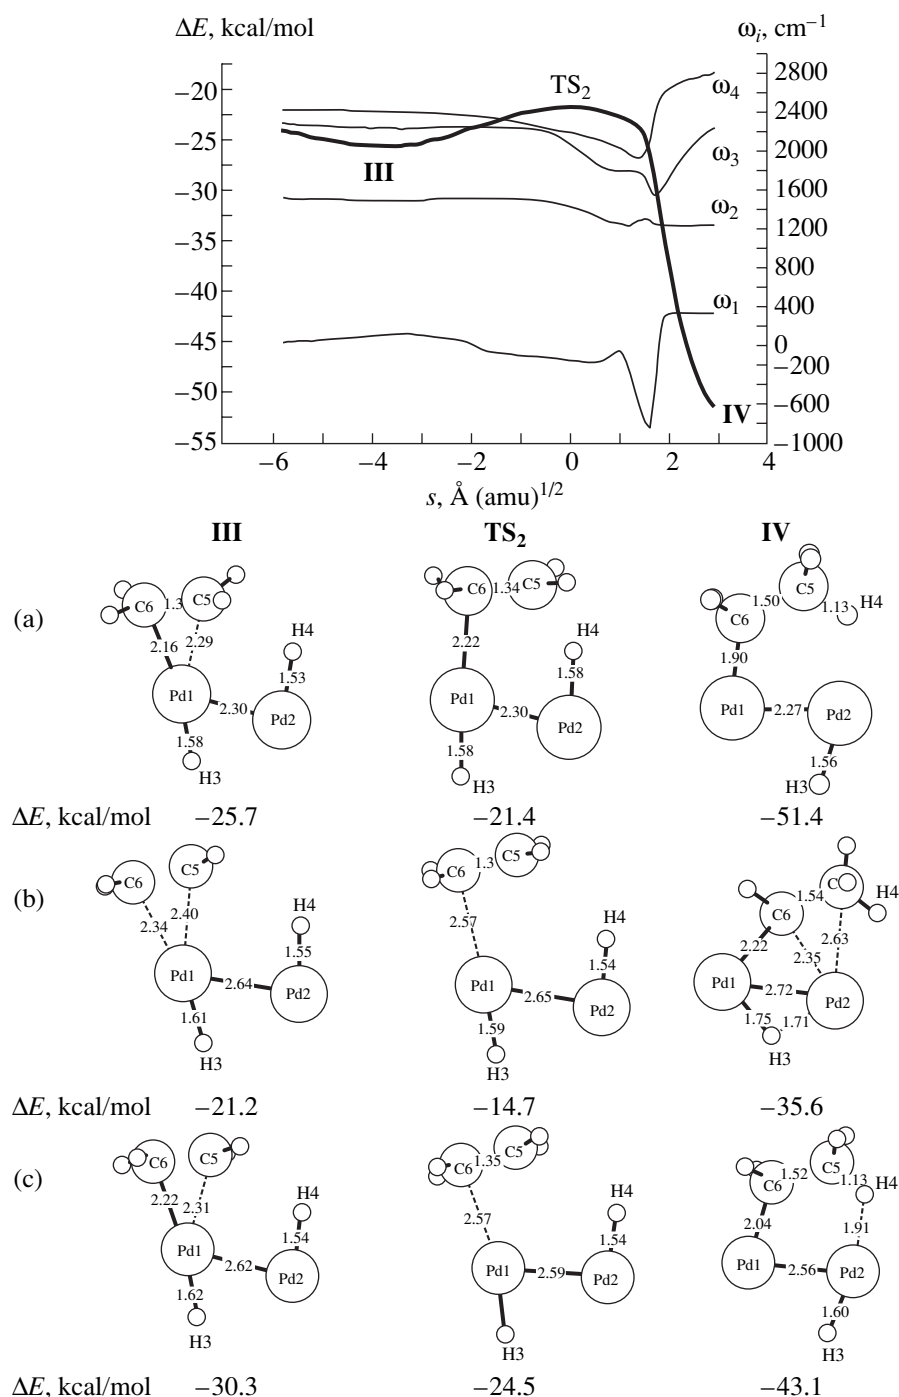 ΔE, kcal/mol ω_i, cm⁻¹
−20
−25
−30
−35
−40
−45
−50
−55
2800
2400
2000
1600
1200
800
400
0
−200
−600
−1000
TS₂
III
IV
ω₄
ω₃
ω₂
ω₁
−6 −4 −2 0 2 4
s, Å (amu)^{1/2}
III TS₂ IV
(a)
C6 1.3 C5
2.16 2.29
H4
1.53
Pd1 2.30 Pd2
1.58
H3
C6 1.34 C5
2.22
H4
1.58
Pd1 2.30 Pd2
1.58
H3
C6 1.50 C5
1.13 H4
1.90
Pd1 2.27 Pd2
1.56
H3
ΔE, kcal/mol −25.7 −21.4 −51.4
(b)
C6 C5
2.34 2.40
H4
1.55
Pd1 2.64 Pd2
1.61
H3
C6 1.3 C5
2.57
H4
1.54
Pd1 2.65 Pd2
1.59
H3
C6 1.54 C
H4
2.22 2.35 2.63
Pd1 2.72 Pd2
1.75 1.71
H3
ΔE, kcal/mol −21.2 −14.7 −35.6
(c)
C6 C5
2.22 2.31
H4
1.54
Pd1 2.62 Pd2
1.62
H3
C6 1.35 C5
2.57
H4
1.54
Pd1 2.59 Pd2
H3
C6 1.52 C5
1.13 H4
2.04 1.91
Pd1 2.56 Pd2
1.60
H3
ΔE, kcal/mol −30.3 −24.5 −43.1